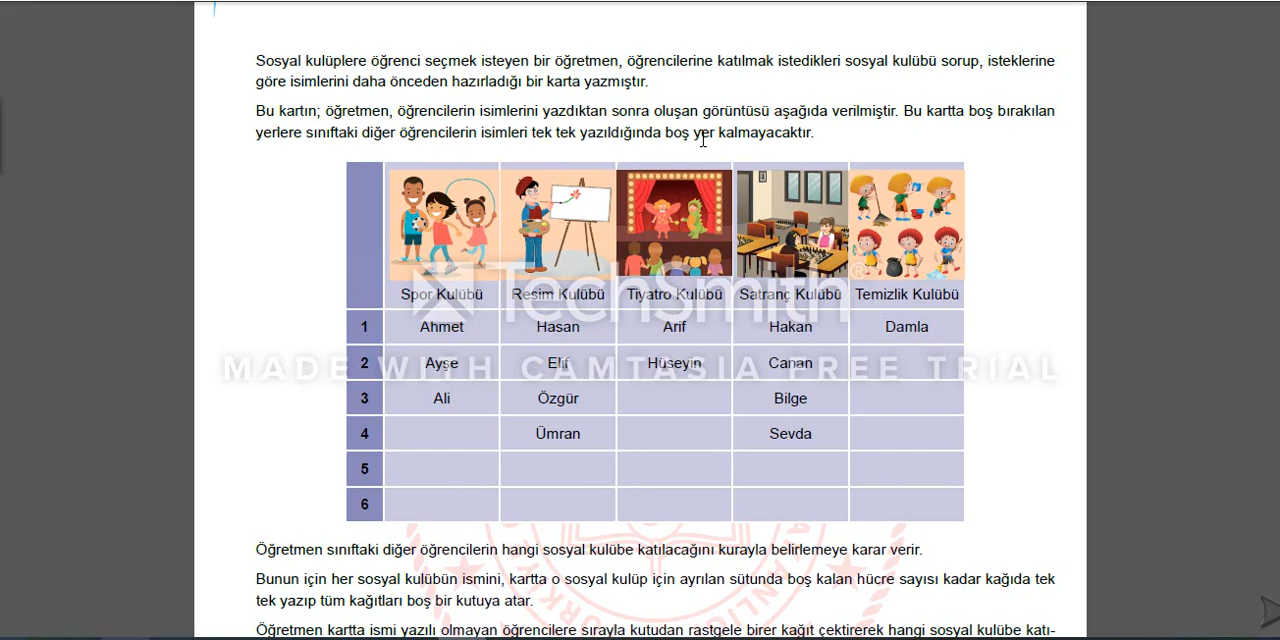 Sosyal kulüplere öğrenci seçmek isteyen bir öğretmen, öğrencilerine katılmak istedikleri sosyal kulübü sorup, isteklerine
göre isimlerini daha önceden hazırladığı bir karta yazmıştır.
Bu kartın; öğretmen, öğrencilerin isimlerini yazdıktan sonra oluşan görüntüsü aşağıda verilmiştir. Bu kartta boş bırakılan
yerlere sınıftaki diğer öğrencilerin isimleri tek tek yazıldığında boş yer kalmayacaktır.
Spor Kulübü Resim Kulübü Tiyatro Kulübü Satranç Kulübü Temizlik Kulübü
TechSmith®
1 Ahmet Hasan Arif Hakan Damla
2 Ayşe Elif Hüseyin Canan
MADE WITH CAMTASIA FREE TRIAL
3 Ali Özgür Bilge
4 Ümran Sevda
5
6
Öğretmen sınıftaki diğer öğrencilerin hangi sosyal kulübe katılacağını kurayla belirlemeye karar verir.
Bunun için her sosyal kulübün ismini, kartta o sosyal kulüp için ayrılan sütunda boş kalan hücre sayısı kadar kağıda tek
tek yazıp tüm kağıtları boş bir kutuya atar.
Öğretmen kartta ismi yazılı olmayan öğrencilere sırayla kutudan rastgele birer kağıt çektirerek hangi sosyal kulübe katı-